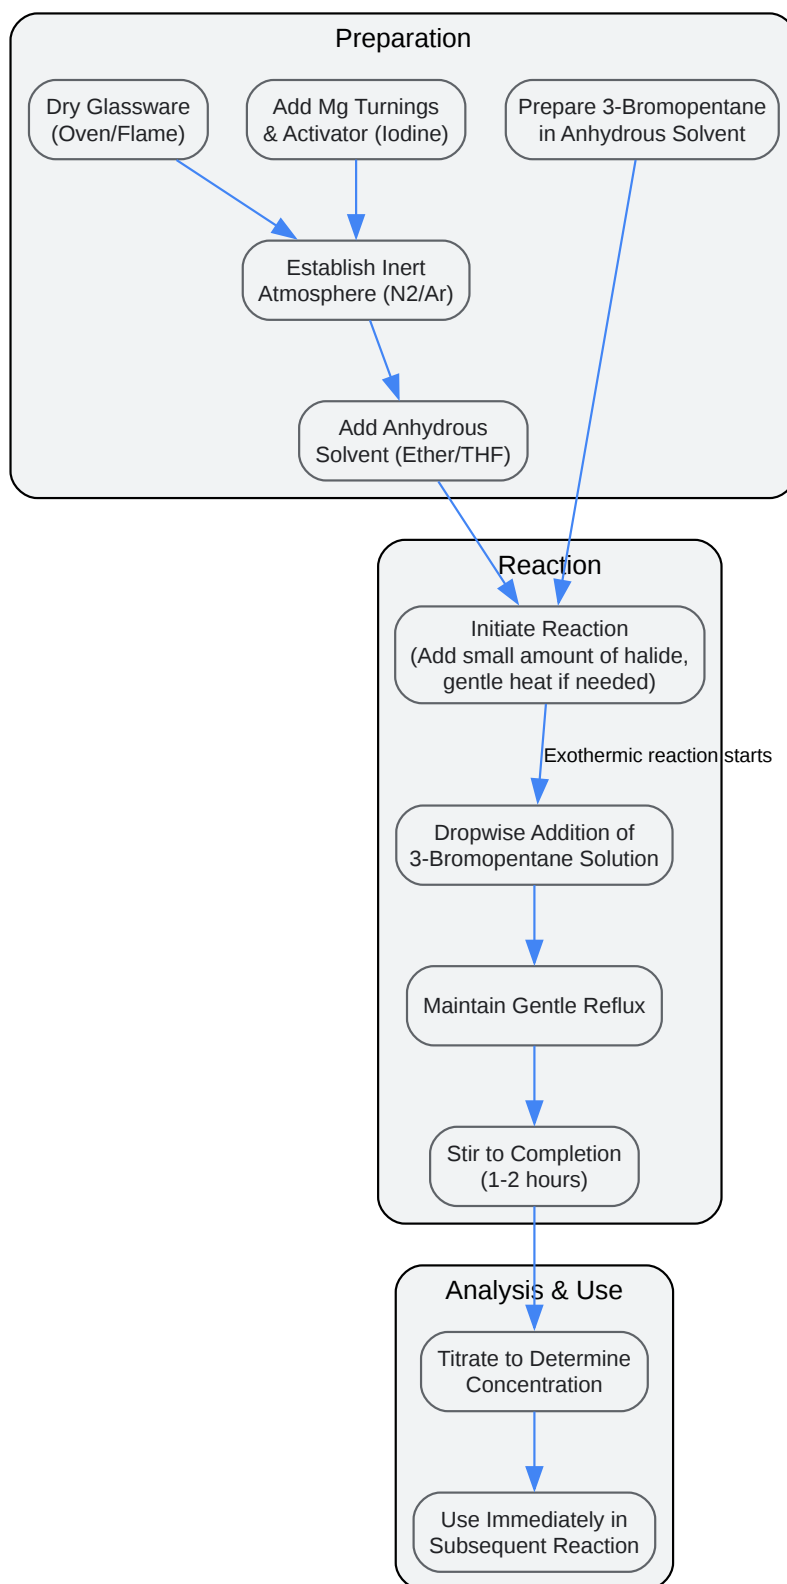 Preparation
Dry Glassware
(Oven/Flame)
Add Mg Turnings
& Activator (Iodine)
Prepare 3-Bromopentane
in Anhydrous Solvent
Establish Inert
Atmosphere (N2/Ar)
Add Anhydrous
Solvent (Ether/THF)
Reaction
Initiate Reaction
(Add small amount of halide,
gentle heat if needed)
Exothermic reaction starts
Dropwise Addition of
3-Bromopentane Solution
Maintain Gentle Reflux
Stir to Completion
(1-2 hours)
Analysis & Use
Titrate to Determine
Concentration
Use Immediately in
Subsequent Reaction